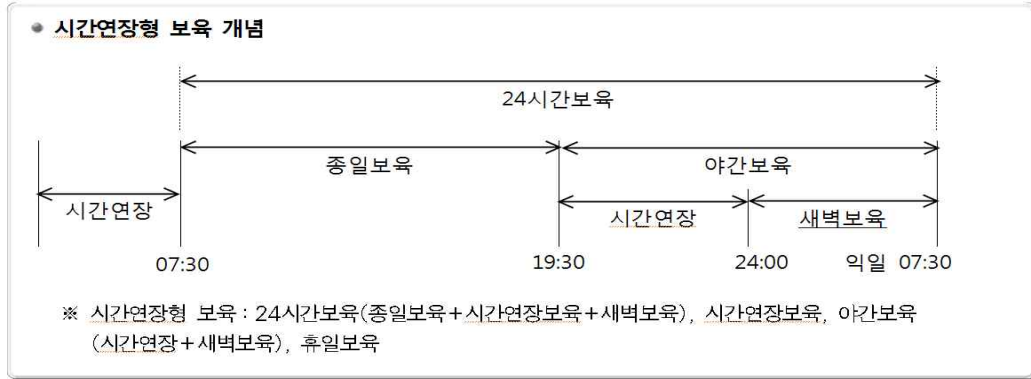 시간연장형 보육 개념
24시간보육
종일보육
야간보육
시간연장
시간연장
새벽보육
07:30
19:30
24:00
익일 07:30
※ 시간연장형 보육 : 24시간보육(종일보육+시간연장보육+새벽보육), 시간연장보육, 야간보육
(시간연장+새벽보육), 휴일보육